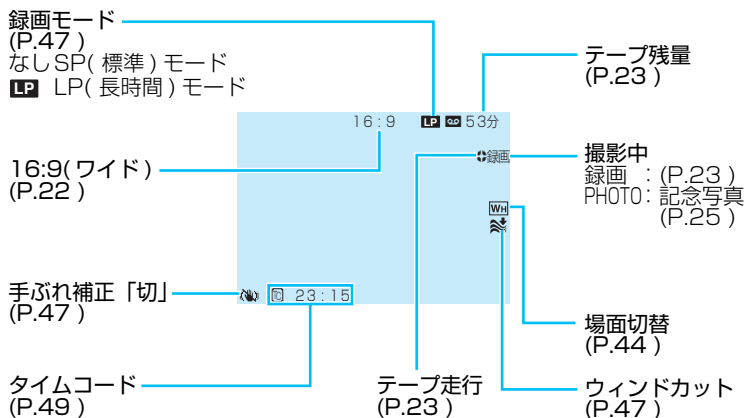 録画モード
(P.47 )
なしSP( 標準 ) モード
LP LP( 長時間 ) モード
テープ残量
(P.23 )
16:9 LP 53分
録画
16:9( ワイド )
(P.22 )
撮影中
録画 : (P.23 )
PHOTO: 記念写真
(P.25 )
WH
手ぶれ補正「切」
(P.47 )
TC 23:15
場面切替
(P.44 )
タイムコード
(P.49 )
テープ走行
(P.23 )
ウィンドカット
(P.47 )